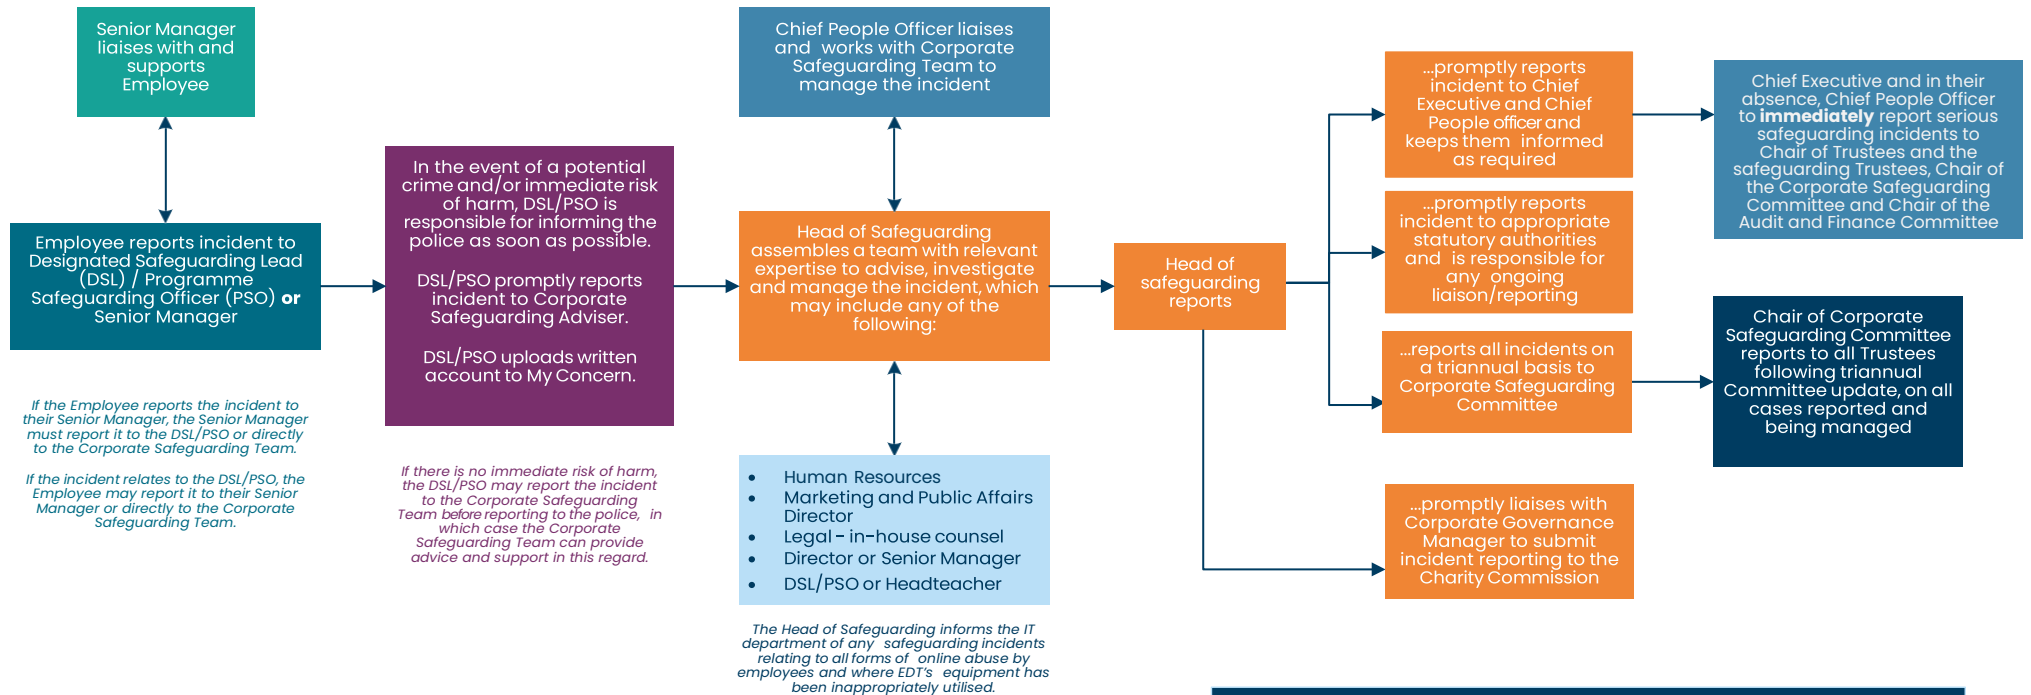 Senior Manager
liaises with and
supports
Employee
Employee reports incident to
Designated Safeguarding Lead
(DSL) / Programme
Safeguarding Officer (PSO) or
Senior Manager
If the Employee reports the incident to
their Senior Manager, the Senior Manager
must report it to the DSL/PSO or directly
to the Corporate Safeguarding Team.
If the incident relates to the DSL/PSO, the
Employee may report it to their Senior
Manager or directly to the Corporate
Safeguarding Team.
In the event of a potential
crime and/or immediate risk
of harm, DSL/PSO is
responsible for informing the
police as soon as possible.
DSL/PSO promptly reports
incident to Corporate
Safeguarding Adviser.
DSL/PSO uploads written
account to My Concern.
If there is no immediate risk of harm,
the DSL/PSO may report the incident
to the Corporate Safeguarding
Team before reporting to the police, in
which case the Corporate
Safeguarding Team can provide
advice and support in this regard.
Chief People Officer liaises
and works with Corporate
Safeguarding Team to
manage the incident
Head of Safeguarding
assembles a team with relevant
expertise to advise, investigate
and manage the incident, which
may include any of the
following:
• Human Resources
• Marketing and Public Affairs
Director
• Legal - in-house counsel
• Director or Senior Manager
• DSL/PSO or Headteacher
The Head of Safeguarding informs the IT
department of any safeguarding incidents
relating to all forms of online abuse by
employees and where EDT's equipment has
been inappropriately utilised.
Head of
safeguarding
reports
...promptly reports
incident to Chief
Executive and Chief
People officer and
keeps them informed
as required
...promptly reports
incident to appropriate
statutory authorities
and is responsible for
any ongoing
liaison/reporting
...reports all incidents on
a triannual basis to
Corporate Safeguarding
Committee
...promptly liaises with
Corporate Governance
Manager to submit
incident reporting to the
Charity Commission
Chief Executive and in their
absence, Chief People Officer
to immediately report serious
safeguarding incidents to
Chair of Trustees and the
safeguarding Trustees, Chair of
the Corporate Safeguarding
Committee and Chair of the
Audit and Finance Committee
Chair of Corporate
Safeguarding Committee
reports to all Trustees
following triannual
Committee update, on all
cases reported and
being managed